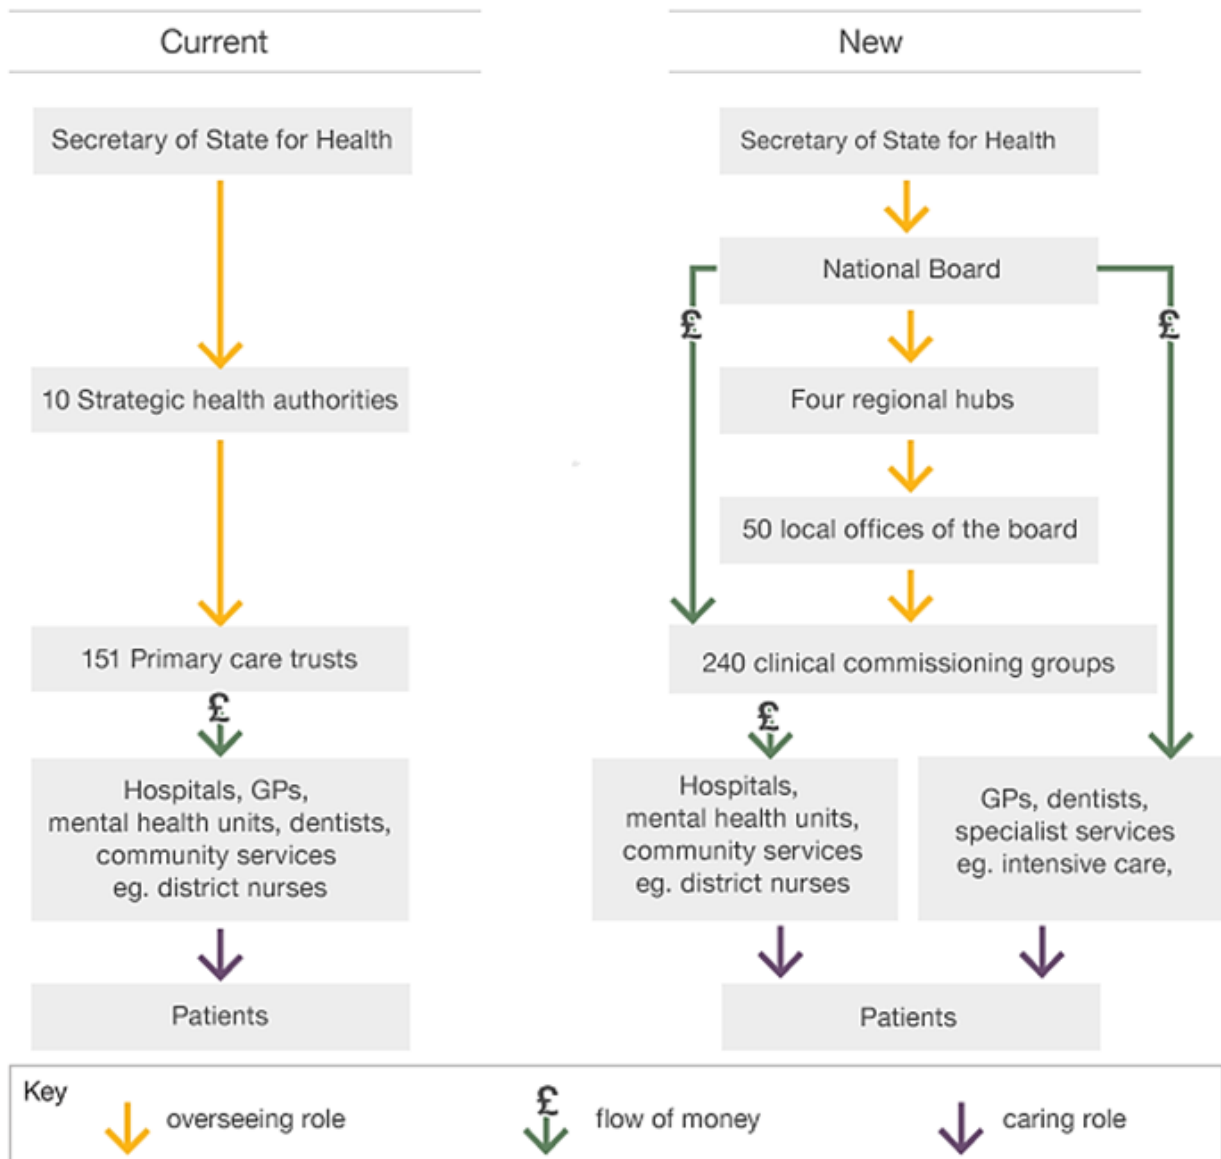 Current
Secretary of State for Health
10 Strategic health authorities
151 Primary care trusts
£
Hospitals, GPs,
mental health units, dentists,
community services
eg. district nurses
Patients
New
Secretary of State for Health
National Board
£
£
Four regional hubs
50 local offices of the board
240 clinical commissioning groups
£
Hospitals,
mental health units,
community services
eg. district nurses
GPs, dentists,
specialist services
eg. intensive care,
Patients
Key
overseeing role
£
flow of money
caring role